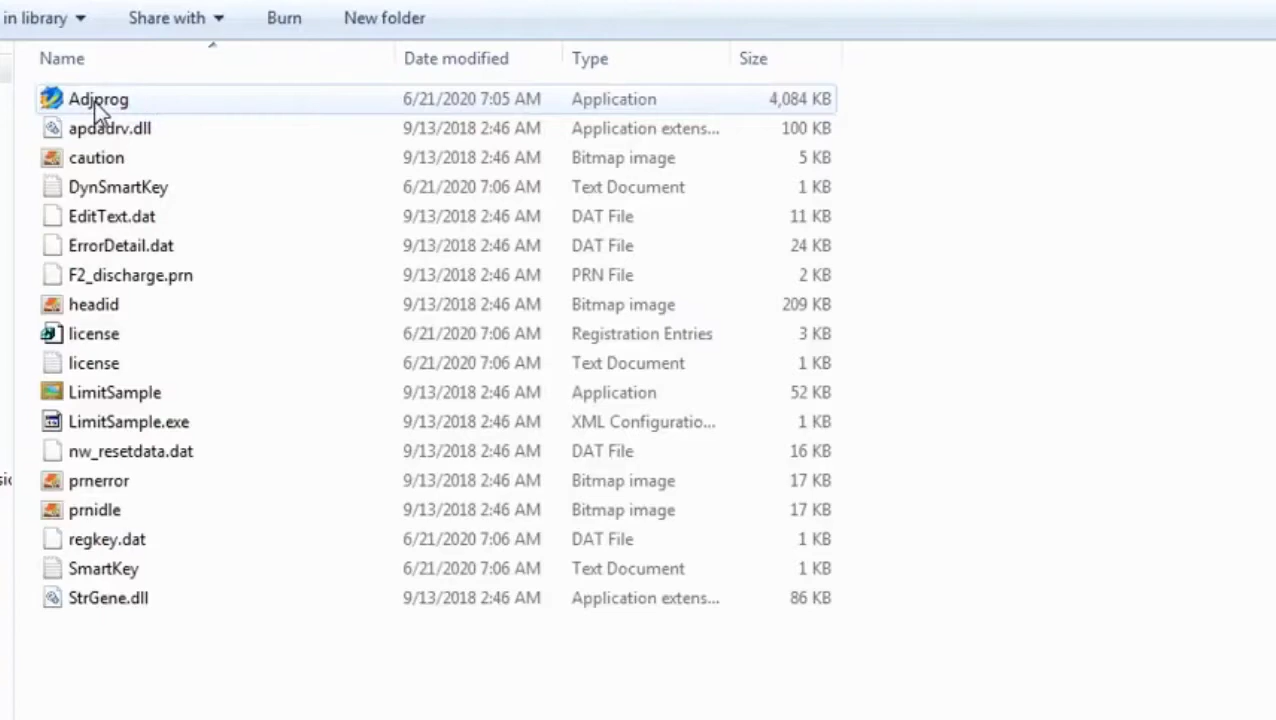 in library Share with Burn New folder
Name Date modified Type Size
Adjprog 6/21/2020 7:05 AM Application 4,084 KB
apdadrv.dll 9/13/2018 2:46 AM Application extens... 100 KB
caution 9/13/2018 2:46 AM Bitmap image 5 KB
DynSmartKey 6/21/2020 7:06 AM Text Document 1 KB
EditText.dat 9/13/2018 2:46 AM DAT File 11 KB
ErrorDetail.dat 9/13/2018 2:46 AM DAT File 24 KB
F2_discharge.prn 9/13/2018 2:46 AM PRN File 2 KB
headid 9/13/2018 2:46 AM Bitmap image 209 KB
license 6/21/2020 7:06 AM Registration Entries 3 KB
license 6/21/2020 7:06 AM Text Document 1 KB
LimitSample 9/13/2018 2:46 AM Application 52 KB
LimitSample.exe 9/13/2018 2:46 AM XML Configuratio... 1 KB
nw_resetdata.dat 9/13/2018 2:46 AM DAT File 16 KB
prnerror 9/13/2018 2:46 AM Bitmap image 17 KB
prnidle 9/13/2018 2:46 AM Bitmap image 17 KB
regkey.dat 6/21/2020 7:06 AM DAT File 1 KB
SmartKey 6/21/2020 7:06 AM Text Document 1 KB
StrGene.dll 9/13/2018 2:46 AM Application extens... 86 KB